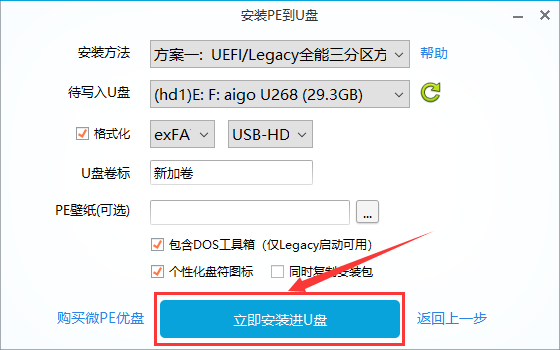 安装PE到U盘
安装方法 方案一：UEFI/Legacy全能三分区方 帮助
待写入U盘 (hd1)E: F: aigo U268 (29.3GB)
格式化 exFA USB-HD
U盘卷标 新加卷
PE壁纸(可选) ...
包含DOS工具箱（仅Legacy启动可用）
个性化盘符图标 同时复制安装包
购买微PE优盘 立即安装进U盘 返回上一步